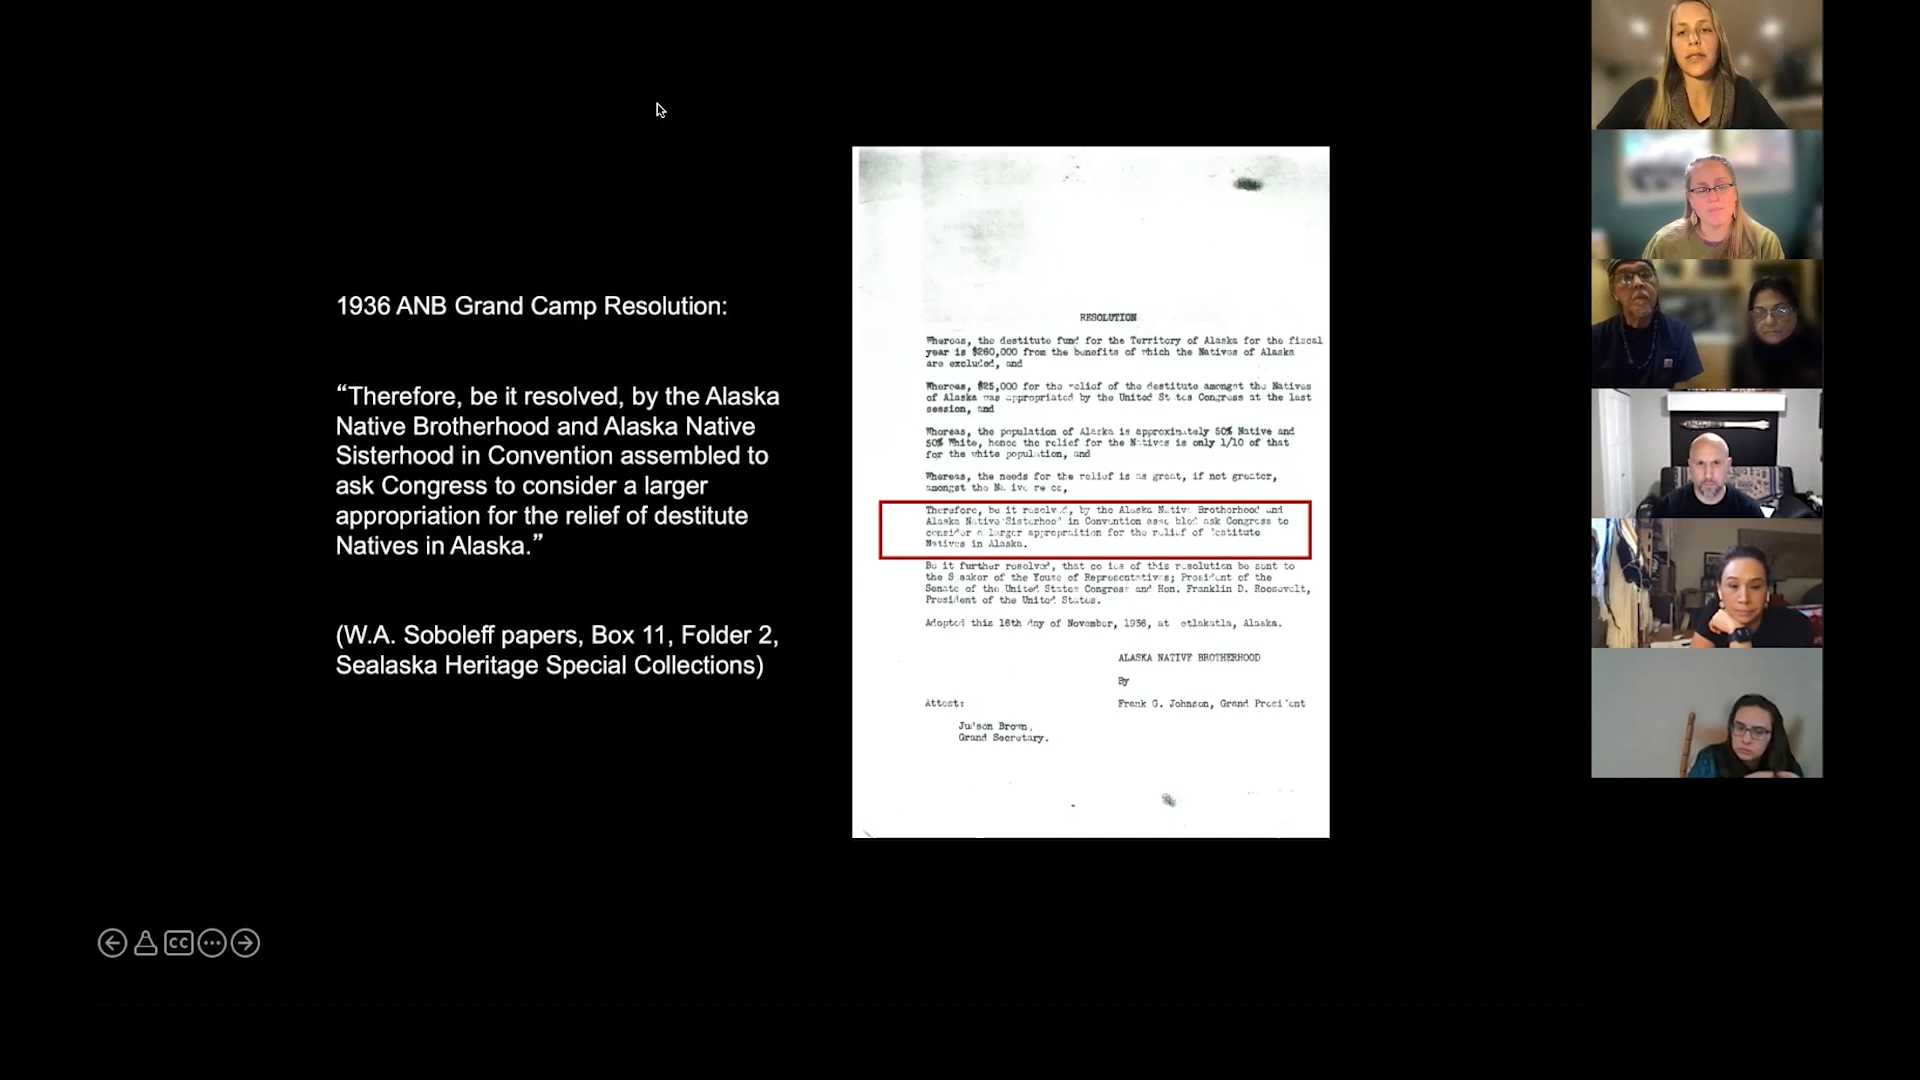 1936 ANB Grand Camp Resolution:
“Therefore, be it resolved, by the Alaska
Native Brotherhood and Alaska Native
Sisterhood in Convention assembled to
ask Congress to consider a larger
appropriation for the relief of destitute
Natives in Alaska.”
(W.A. Soboleff papers, Box 11, Folder 2,
Sealaska Heritage Special Collections)
RESOLUTION
Whereas, the destitute fund for the Territory of Alaska for the fiscal
year is $260,000 from the benefits of which the Natives of Alaska
are excluded, and
Whereas, $25,000 for the relief of the destitute amongst the Natives
of Alaska was appropriated by the United States Congress at the last
session, and
Whereas, the population of Alaska is approximately 50% Native and
50% White, hence the relief for the Natives is only 1/10 of that
for the white population, and
Whereas, the needs for the relief is as great, if not greater,
amongst the Native
Therefore, be it resolved, by the Alaska Native Brotherhood and
Alaska Native Sisterhood in Convention ask Congress to
consider a larger appropraition for the relief of destitute
Natives in Alaska.
Be it further resolved, that copies of this resolution be sent to
the Speaker of the House of Representatives; President of the
Senate of the United States Congress and Hon. Franklin D. Roosevelt,
President of the United States.
Adopted this 16th day of November, 1936, at etlakatla, Alaska.
ALASKA NATIVE BROTHERHOOD
By
Attest:
Frank G. Johnson, Grand President
Judson Brown,
Grand Secretary.
CC